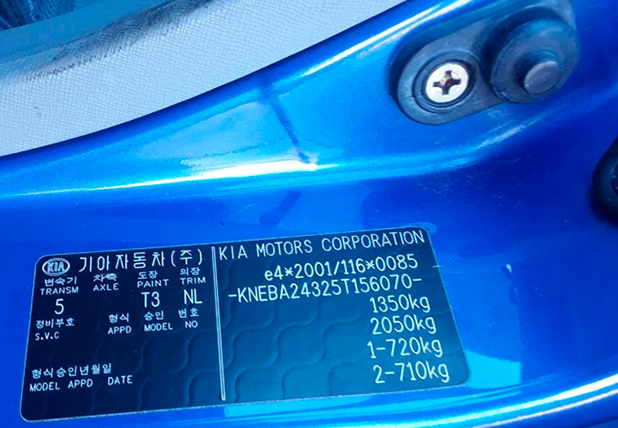 KIA 기아자동차(주)
변속기 차축 도장 의장
TRANSM AXLE PAINT TRIM
5 T3 NL
정비부호 형식 승인 번호
S.V.C APPD MODEL NO
형식승인년월일
MODEL APPD DATE
KIA MOTORS CORPORATION
e4*2001/116*0085
-KNEBA24325T156070-
1350kg
2050kg
1-720kg
2-710kg